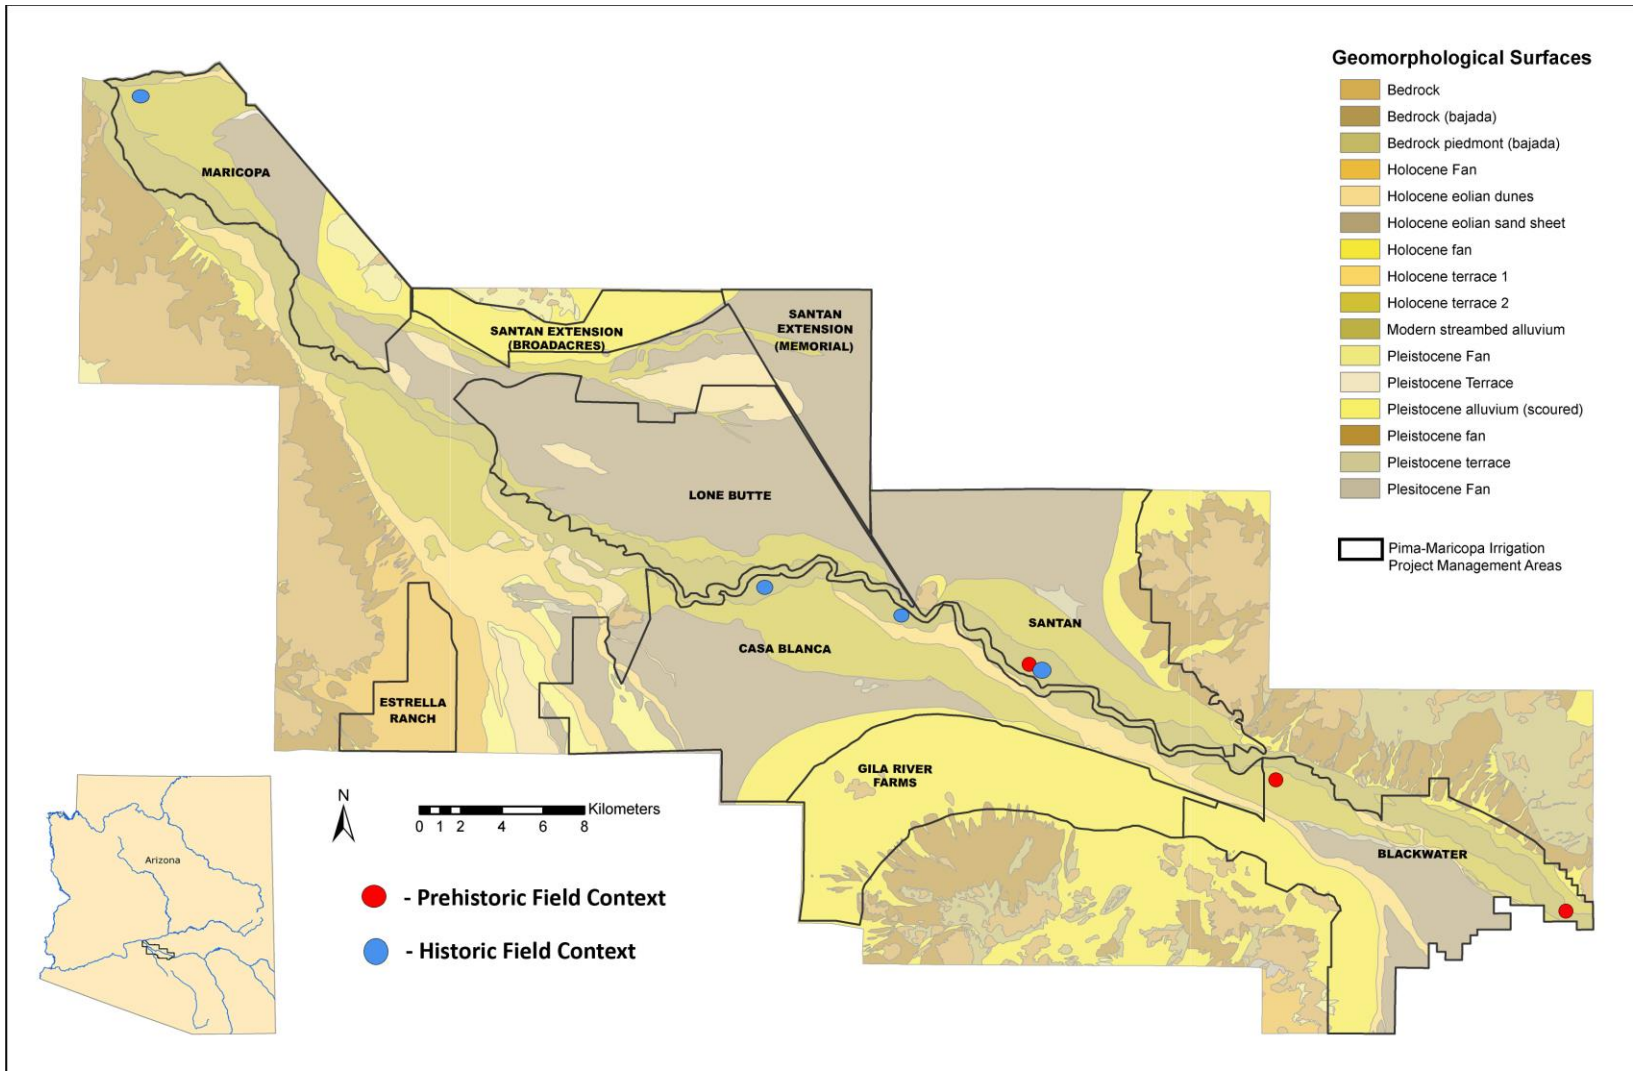 Geomorphological Surfaces
Bedrock
Bedrock (bajada)
Bedrock piedmont (bajada)
Holocene Fan
Holocene eolian dunes
Holocene eolian sand sheet
Holocene fan
Holocene terrace 1
Holocene terrace 2
Modern streambed alluvium
Pleistocene Fan
Pleistocene Terrace
Pleistocene alluvium (scoured)
Pleistocene fan
Pleistocene terrace
Plesitocene Fan
Pima-Maricopa Irrigation
Project Management Areas
MARICOPA
SANTAN EXTENSION
(BROADACRES)
SANTAN
EXTENSION
(MEMORIAL)
LONE BUTTE
SANTAN
CASA BLANCA
ESTRELLA
RANCH
GILA RIVER
FARMS
BLACKWATER
Arizona
N
Kilometers
0 1 2 4 6 8
- Prehistoric Field Context
- Historic Field Context